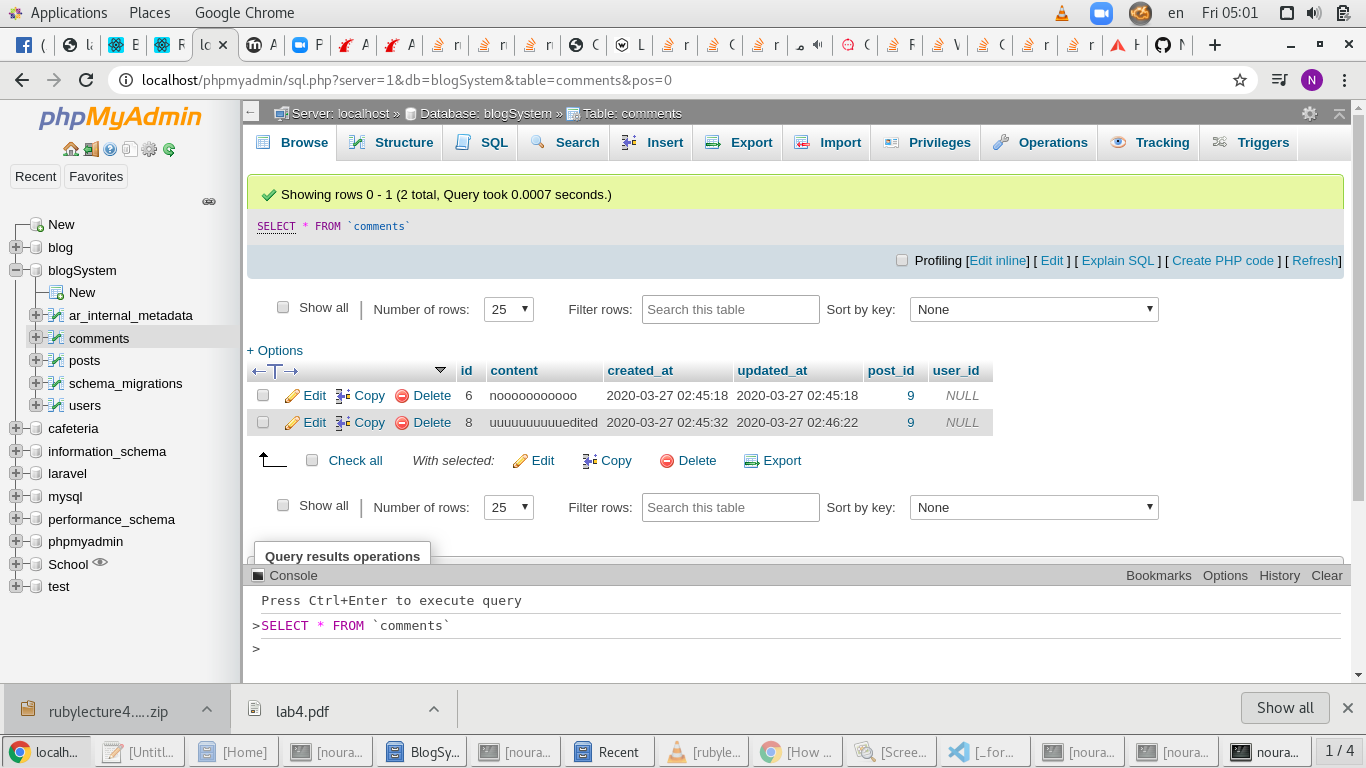 Applications Places Google Chrome en Fri 05:01
localhost/phpmyadmin/sql.php?server=1&db=blogSystem&table=comments&pos=0 N
phpMyAdmin
Recent Favorites
New
blog
blogSystem
New
ar_internal_metadata
comments
posts
schema_migrations
users
cafeteria
information_schema
laravel
mysql
performance_schema
phpmyadmin
School
test
Server: localhost » Database: blogSystem » Table: comments
Browse Structure SQL Search Insert Export Import Privileges Operations Tracking Triggers
Showing rows 0 - 1 (2 total, Query took 0.0007 seconds.)
SELECT * FROM `comments`
Profiling [Edit inline] [ Edit ] [ Explain SQL ] [ Create PHP code ] [ Refresh]
Show all | Number of rows: 25 Filter rows: Search this table Sort by key: None
+ Options
←T→ id content created_at updated_at post_id user_id
Edit Copy Delete 6 nooooooooooo 2020-03-27 02:45:18 2020-03-27 02:45:18 9 NULL
Edit Copy Delete 8 uuuuuuuuuuedited 2020-03-27 02:45:32 2020-03-27 02:46:22 9 NULL
Check all With selected: Edit Copy Delete Export
Show all | Number of rows: 25 Filter rows: Search this table Sort by key: None
Query results operations
Console Bookmarks Options History Clear
Press Ctrl+Enter to execute query
>SELECT * FROM `comments`
>
rubylecture4.....zip lab4.pdf Show all
localh... [Untitl... [Home] [noura... BlogSy... [noura... Recent [rubyle... [How ... [Scree... [_for... [noura... [noura... noura... 1 / 4